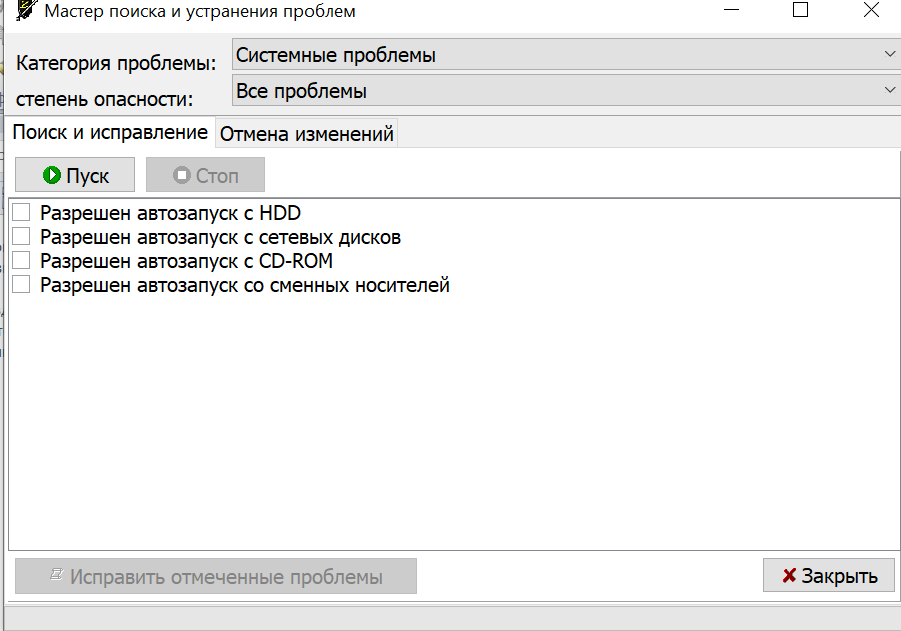 Мастер поиска и устранения проблем
Категория проблемы:
Системные проблемы
степень опасности:
Все проблемы
Поиск и исправление
Отмена изменений
Пуск
Стоп
Разрешен автозапуск с HDD
Разрешен автозапуск с сетевых дисков
Разрешен автозапуск с CD-ROM
Разрешен автозапуск со сменных носителей
Исправить отмеченные проблемы
Закрыть